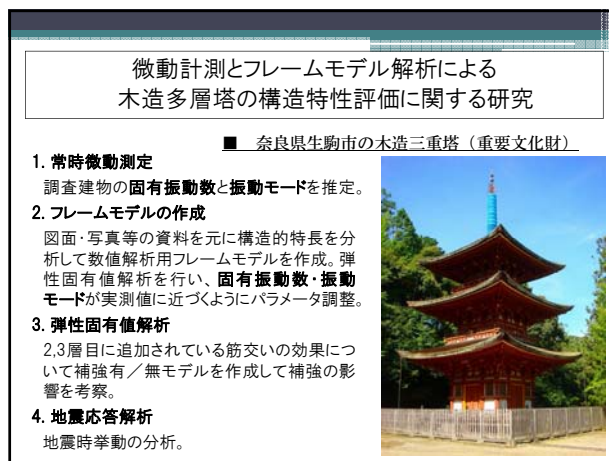 微動計測とフレームモデル解析による
木造多層塔の構造特性評価に関する研究
■ 奈良県生駒市の木造三重塔（重要文化財）
1. 常時微動測定
調査建物の固有振動数と振動モードを推定。
2. フレームモデルの作成
図面・写真等の資料を元に構造的特長を分
析して数値解析用フレームモデルを作成。弾
性固有値解析を行い、固有振動数・振動
モードが実測値に近づくようにパラメータ調整。
3. 弾性固有値解析
2,3層目に追加されている筋交いの効果につ
いて補強有／無モデルを作成して補強の影
響を考察。
4. 地震応答解析
地震時挙動の分析。